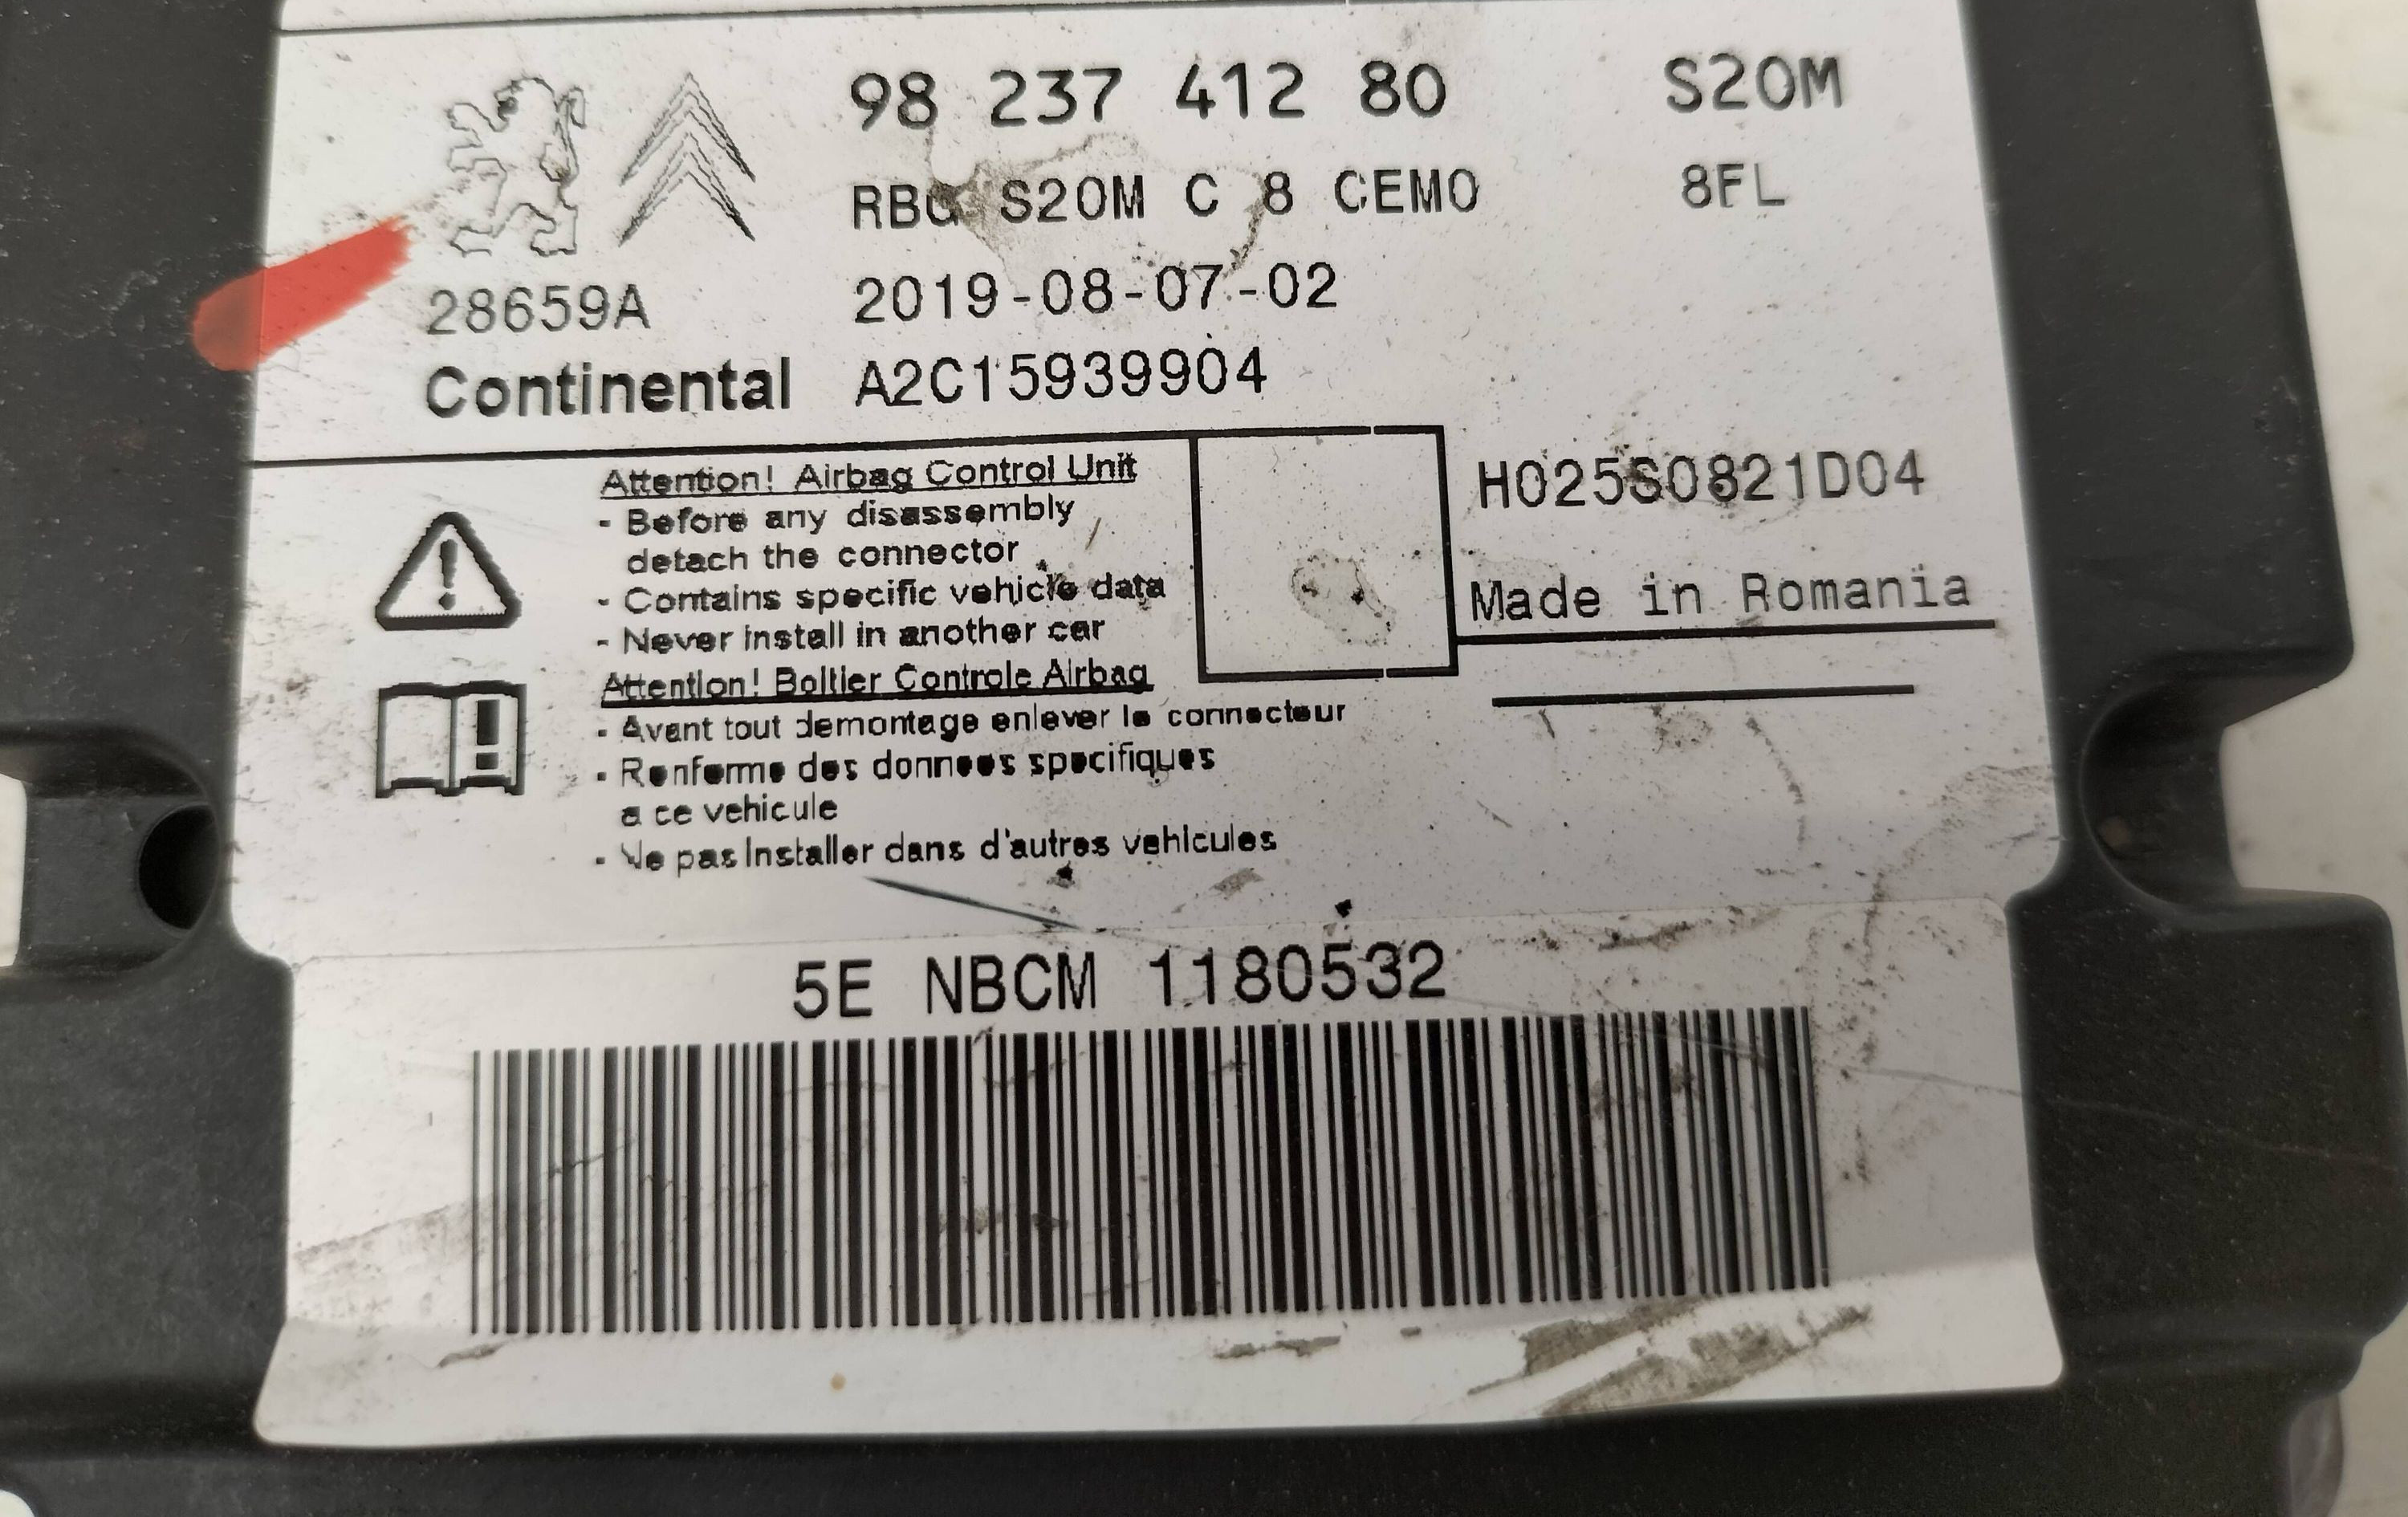 98 237 412 80 S20M
RBG S20M C 8 CEMO 8FL
28659A 2019-08-07-02
Continental A2C15939904
Attention! Airbag Control Unit
- Before any disassembly
detach the connector
- Contains specific vehicle data
- Never install in another car
H025S0821D04
Made in Romania
Attention! Boitier Controle Airbag
- Avant tout demontage enlever le connecteur
- Renferme des donnees specifiques
a ce vehicule
- Ne pas installer dans d'autres vehicules
5E NBCM 1180532